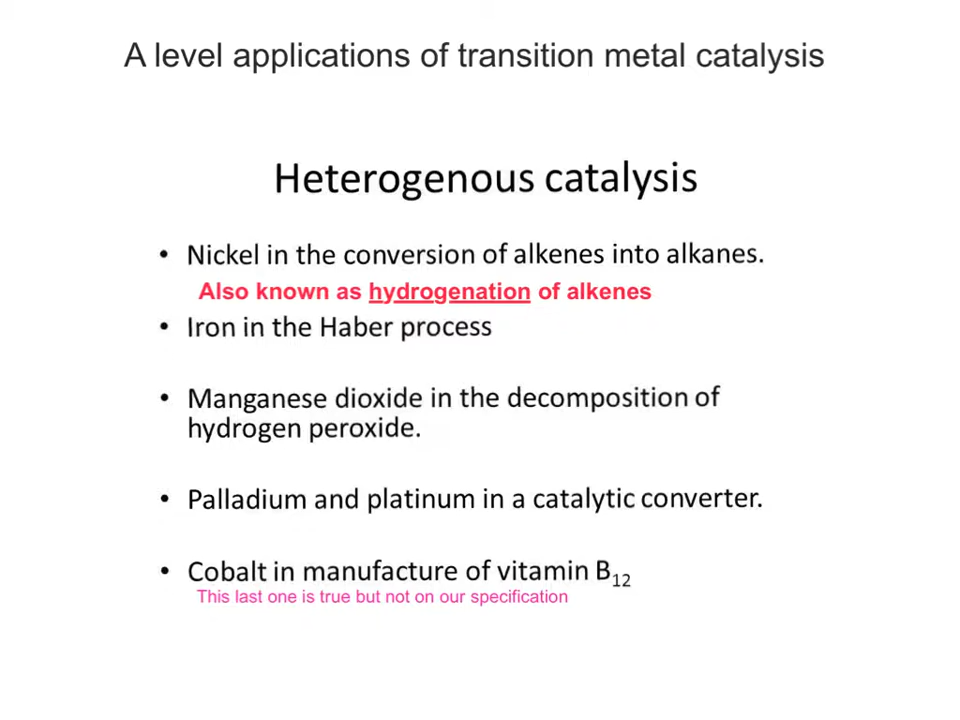 A level applications of transition metal catalysis
Heterogenous catalysis
• Nickel in the conversion of alkenes into alkanes.
Also known as hydrogenation of alkenes
• Iron in the Haber process
• Manganese dioxide in the decomposition of
hydrogen peroxide.
• Palladium and platinum in a catalytic converter.
• Cobalt in manufacture of vitamin B₁₂
This last one is true but not on our specification